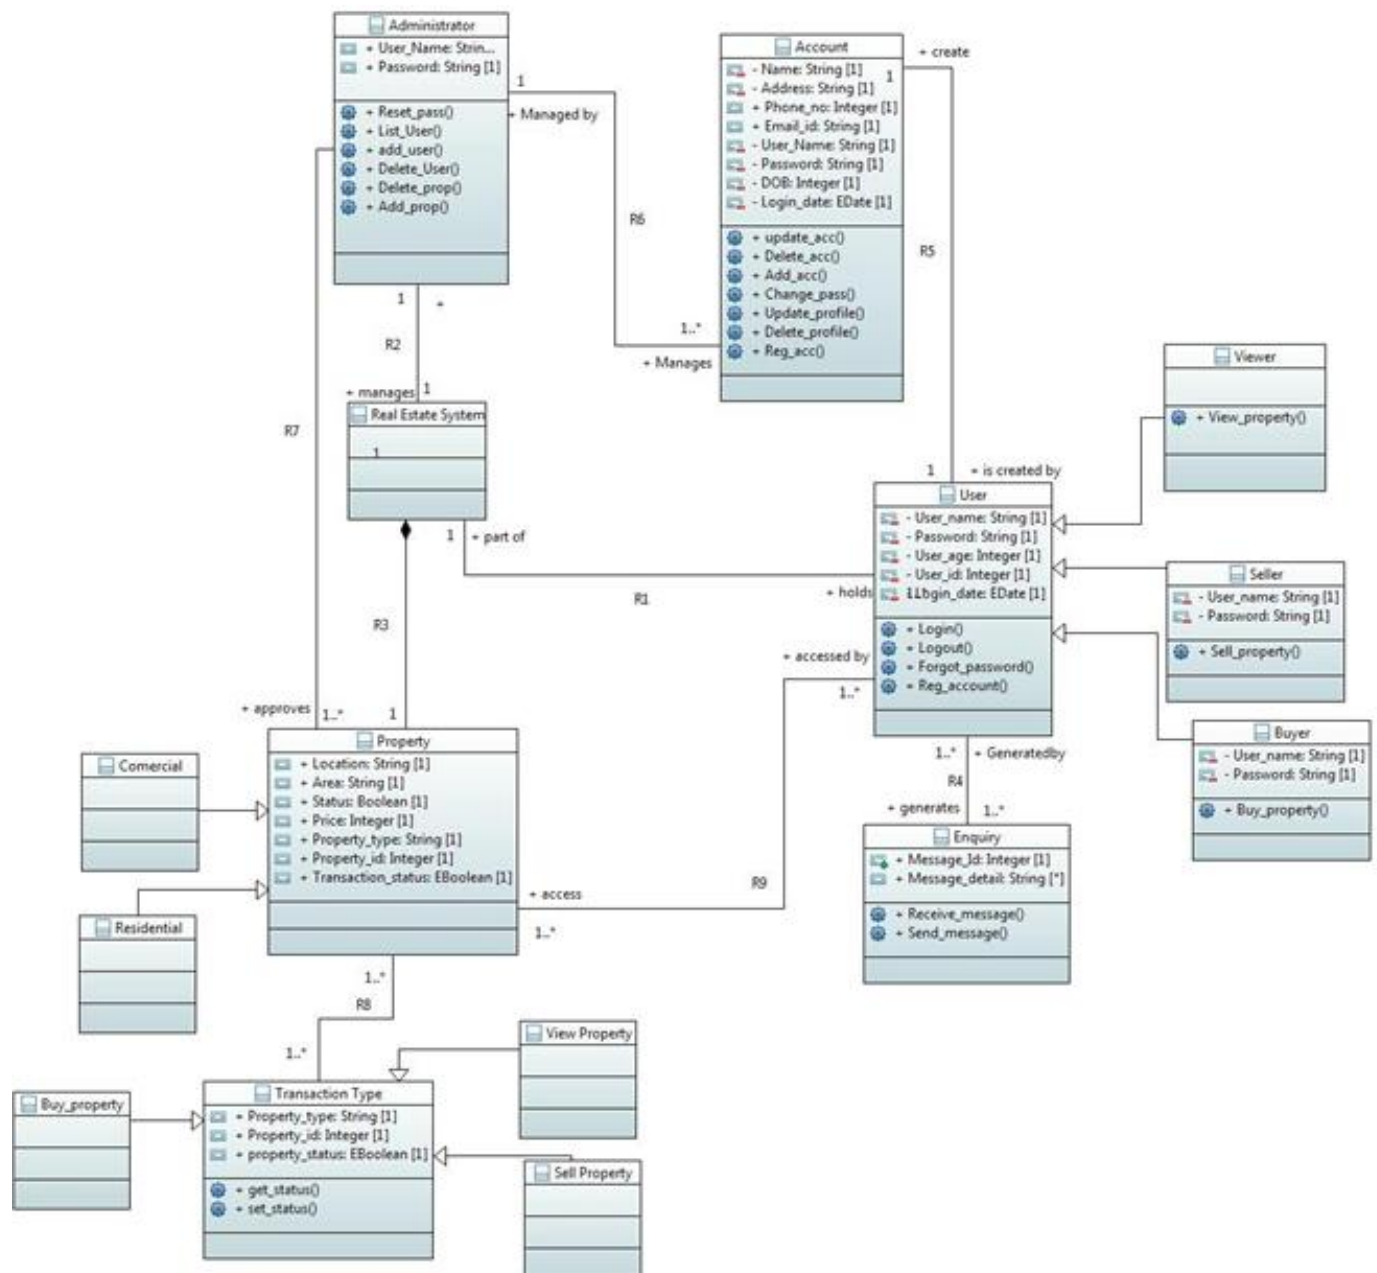 Administrator
+ User_Name: Strin...
+ Password: String [1]
+ Reset_pass()
+ List_User()
+ add_user()
+ Delete_User()
+ Delete_prop()
+ Add_prop()
1
+ Managed by
R6
1..*
+ Manages
Account
- Name: String [1]
1
- Address: String [1]
+ Phone_no: Integer [1]
+ Email_id: String [1]
- User_Name: String [1]
- Password: String [1]
- DOB: Integer [1]
- Login_date: EDate [1]
+ update_acc()
+ Delete_acc()
+ Add_acc()
+ Change_pass()
+ Update_profile()
+ Delete_profile()
+ Reg_acc()
+ create
R5
1
+ is created by
1
+
R2
+ manages
1
Real Estate System
1
R7
1
+ part of
R1
+ holds
R3
+ approves
1..*
1
Viewer
+ View_property()
User
- User_name: String [1]
- Password: String [1]
- User_age: Integer [1]
- User_id: Integer [1]
Login_date: EDate [1]
+ Login()
+ Logout()
+ Forgot_password()
+ Reg_account()
Seller
- User_name: String [1]
- Password: String [1]
+ Sell_property()
Buyer
- User_name: String [1]
- Password: String [1]
+ Buy_property()
+ accessed by
1..*
R9
+ access
1..*
1..*
+ Generatedby
R4
+ generates
1..*
Enquiry
+ Message_Id: Integer [1]
+ Message_detail: String [*]
+ Receive_message()
+ Send_message()
Property
+ Location: String [1]
+ Area: String [1]
+ Status: Boolean [1]
+ Price: Integer [1]
+ Property_type: String [1]
+ Property_id: Integer [1]
+ Transaction_status: EBoolean [1]
Comercial
Residential
1..*
R8
1..*
Transaction Type
+ Property_type: String [1]
+ Property_id: Integer [1]
+ property_status: EBoolean [1]
+ get_status()
+ set_status()
View Property
Buy_property
Sell Property